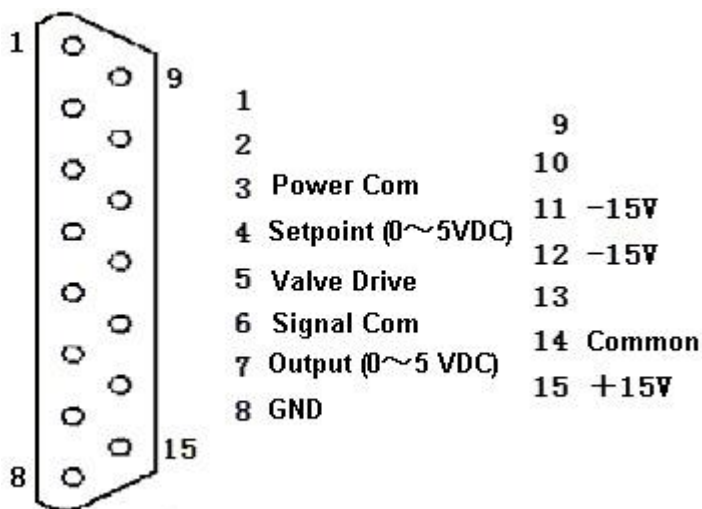 1
9
15
8
1
2
3 Power Com
4 Setpoint (0～5VDC)
5 Valve Drive
6 Signal Com
7 Output (0～5 VDC)
8 GND
9
10
11 -15V
12 -15V
13
14 Common
15 +15V